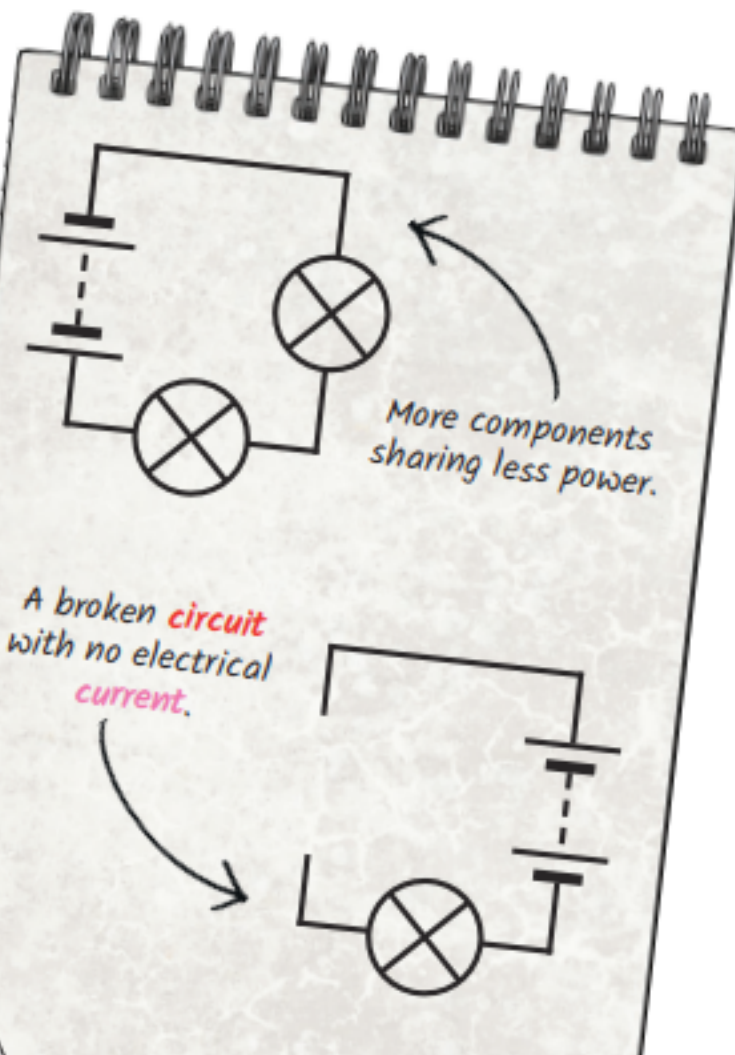 More components
sharing less power.
A broken circuit
with no electrical
current.